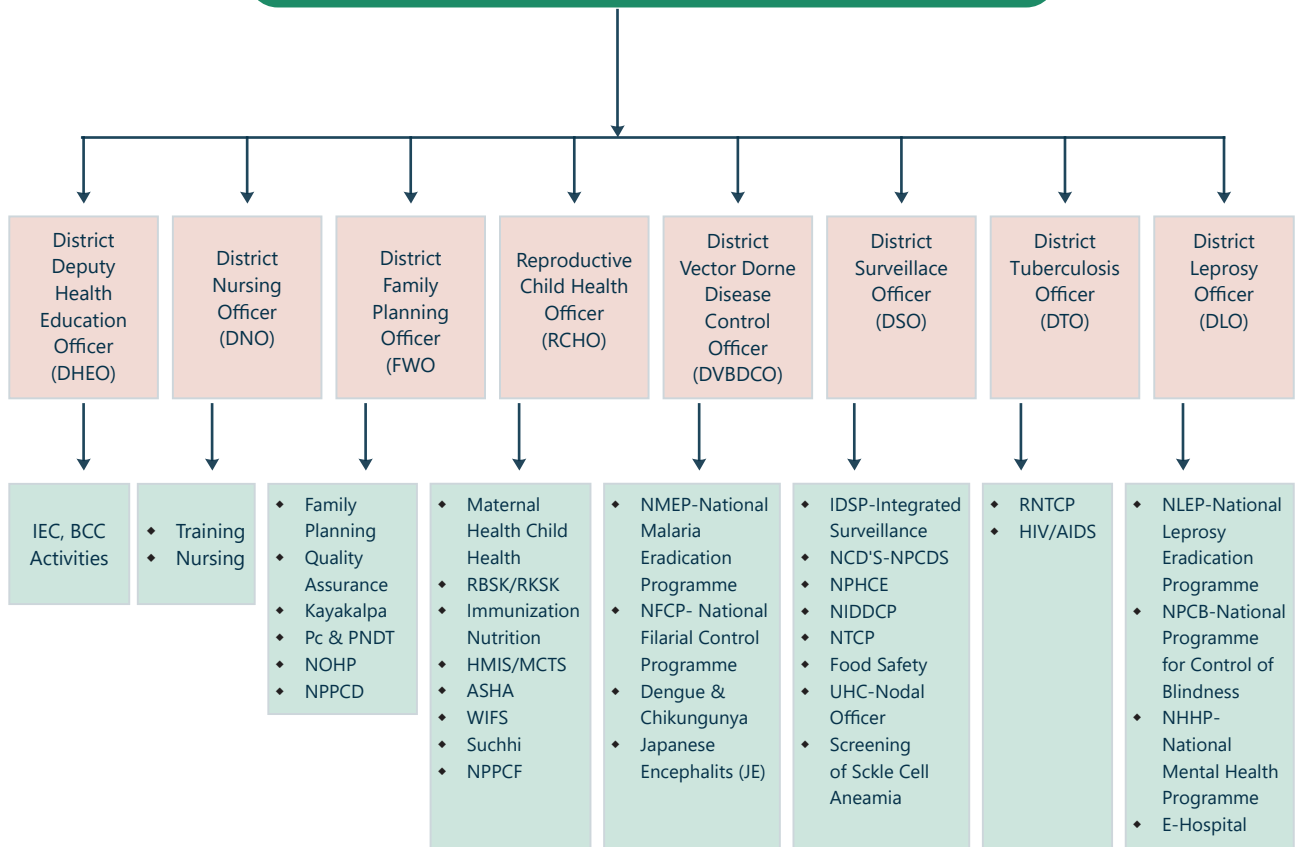 District
Deputy
Health
Education
Officer
(DHEO)
District
Nursing
Officer
(DNO)
District
Family
Planning
Officer
(FWO
Reproductive
Child Health
Officer
(RCHO)
District
Vector Dorne
Disease
Control
Officer
(DVBDCO)
District
Surveillace
Officer
(DSO)
District
Tuberculosis
Officer
(DTO)
District
Leprosy
Officer
(DLO)
IEC, BCC
Activities
◆ Training
◆ Nursing
◆ Family
Planning
◆ Quality
Assurance
◆ Kayakalpa
◆ Pc & PNDT
◆ NOHP
◆ NPPCD
◆ Maternal
Health Child
Health
◆ RBSK/RKSK
◆ Immunization
Nutrition
◆ HMIS/MCTS
◆ ASHA
◆ WIFS
◆ Suchhi
◆ NPPCF
◆ NMEP-National
Malaria
Eradication
Programme
◆ NFCP- National
Filarial Control
Programme
◆ Dengue &
Chikungunya
◆ Japanese
Encephalits (JE)
◆ IDSP-Integrated
Surveillance
◆ NCD'S-NPCDS
◆ NPHCE
◆ NIDDCP
◆ NTCP
◆ Food Safety
◆ UHC-Nodal
Officer
◆ Screening
of Sckle Cell
Aneamia
◆ RNTCP
◆ HIV/AIDS
◆ NLEP-National
Leprosy
Eradication
Programme
◆ NPCB-National
Programme
for Control of
Blindness
◆ NHHP-
National
Mental Health
Programme
◆ E-Hospital